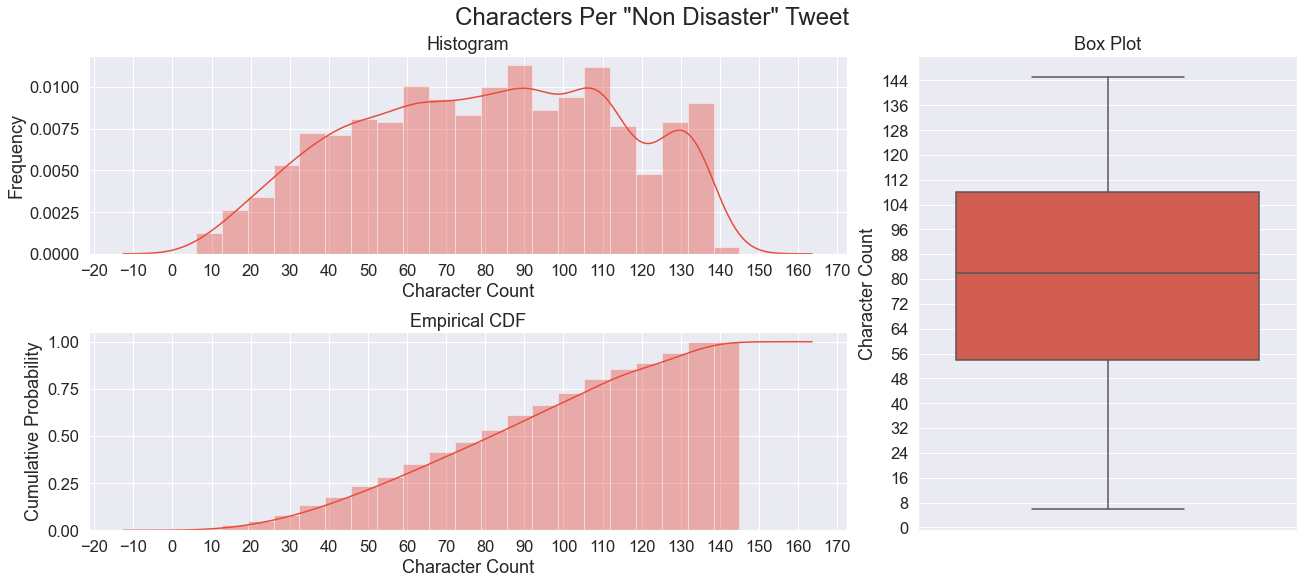 Characters Per "Non Disaster" Tweet
Histogram
Frequency
0.0100
0.0075
0.0050
0.0025
0.0000
−20 −10 0 10 20 30 40 50 60 70 80 90 100 110 120 130 140 150 160 170
Character Count
Empirical CDF
Cumulative Probability
1.00
0.75
0.50
0.25
0.00
−20 −10 0 10 20 30 40 50 60 70 80 90 100 110 120 130 140 150 160 170
Character Count
Box Plot
Character Count
144
136
128
120
112
104
96
88
80
72
64
56
48
40
32
24
16
8
0